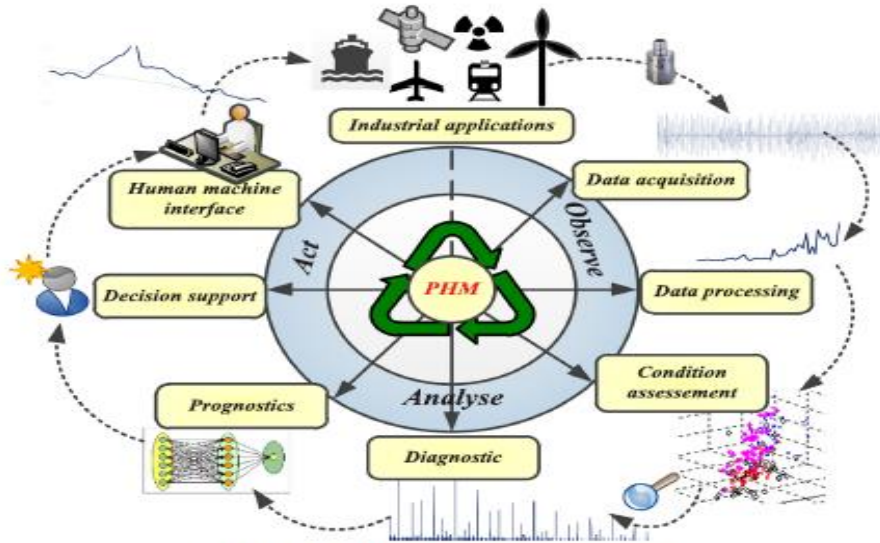 Industrial applications
Data acquisition
Data processing
Condition
assessement
Diagnostic
Prognostics
Decision support
Human machine
interface
Observe
Analyse
Act
PHM